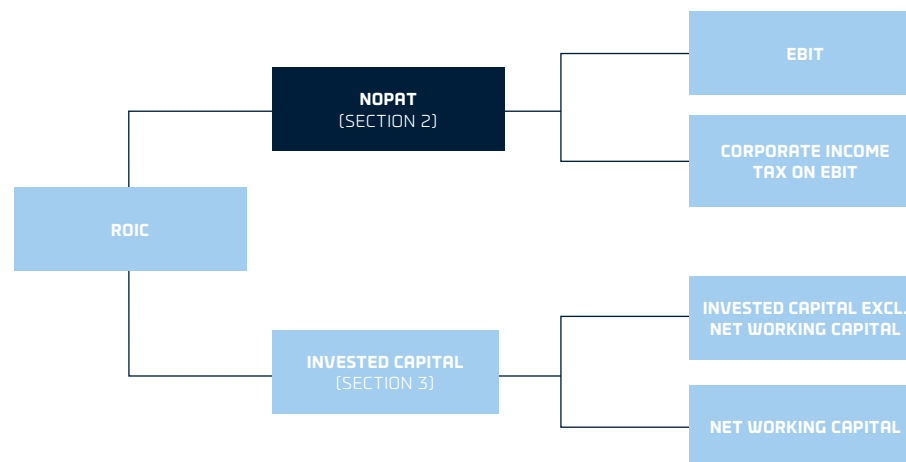 EBIT
NOPAT
(SECTION 2)
CORPORATE INCOME
TAX ON EBIT
ROIC
INVESTED CAPITAL EXCL.
NET WORKING CAPITAL
INVESTED CAPITAL
(SECTION 3)
NET WORKING CAPITAL